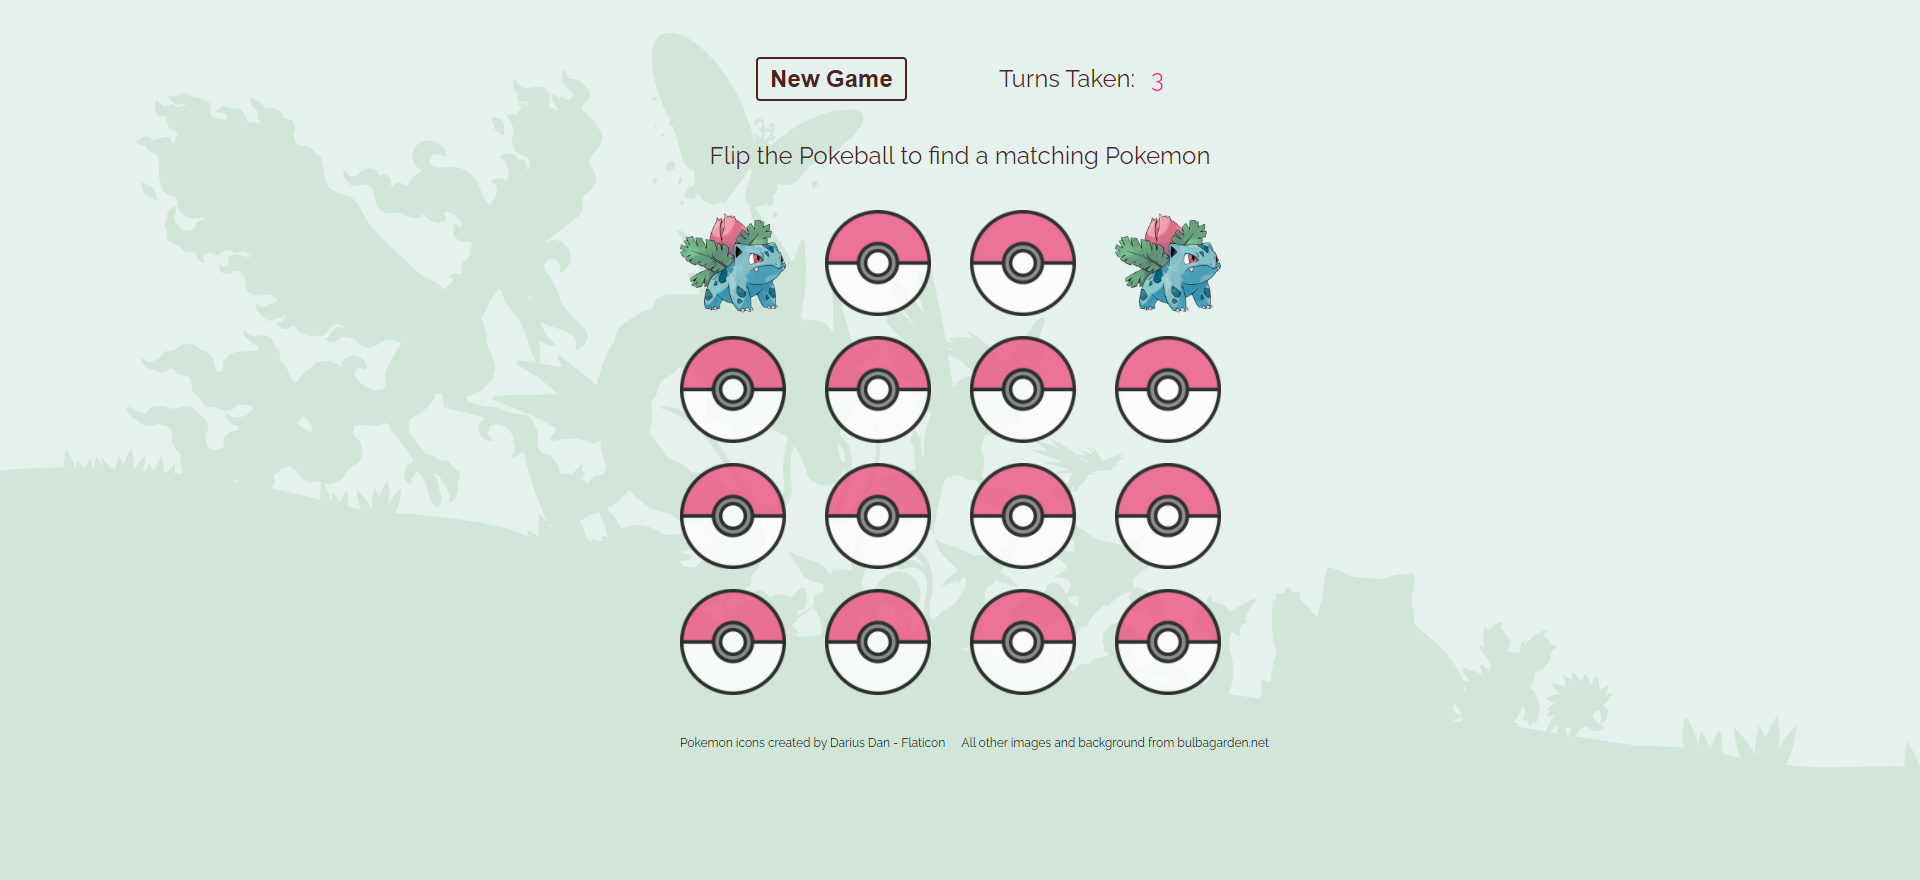 New Game
Turns Taken: 3
Flip the Pokeball to find a matching Pokemon
Pokemon icons created by Darius Dan - Flaticon
All other images and background from bulbagarden.net